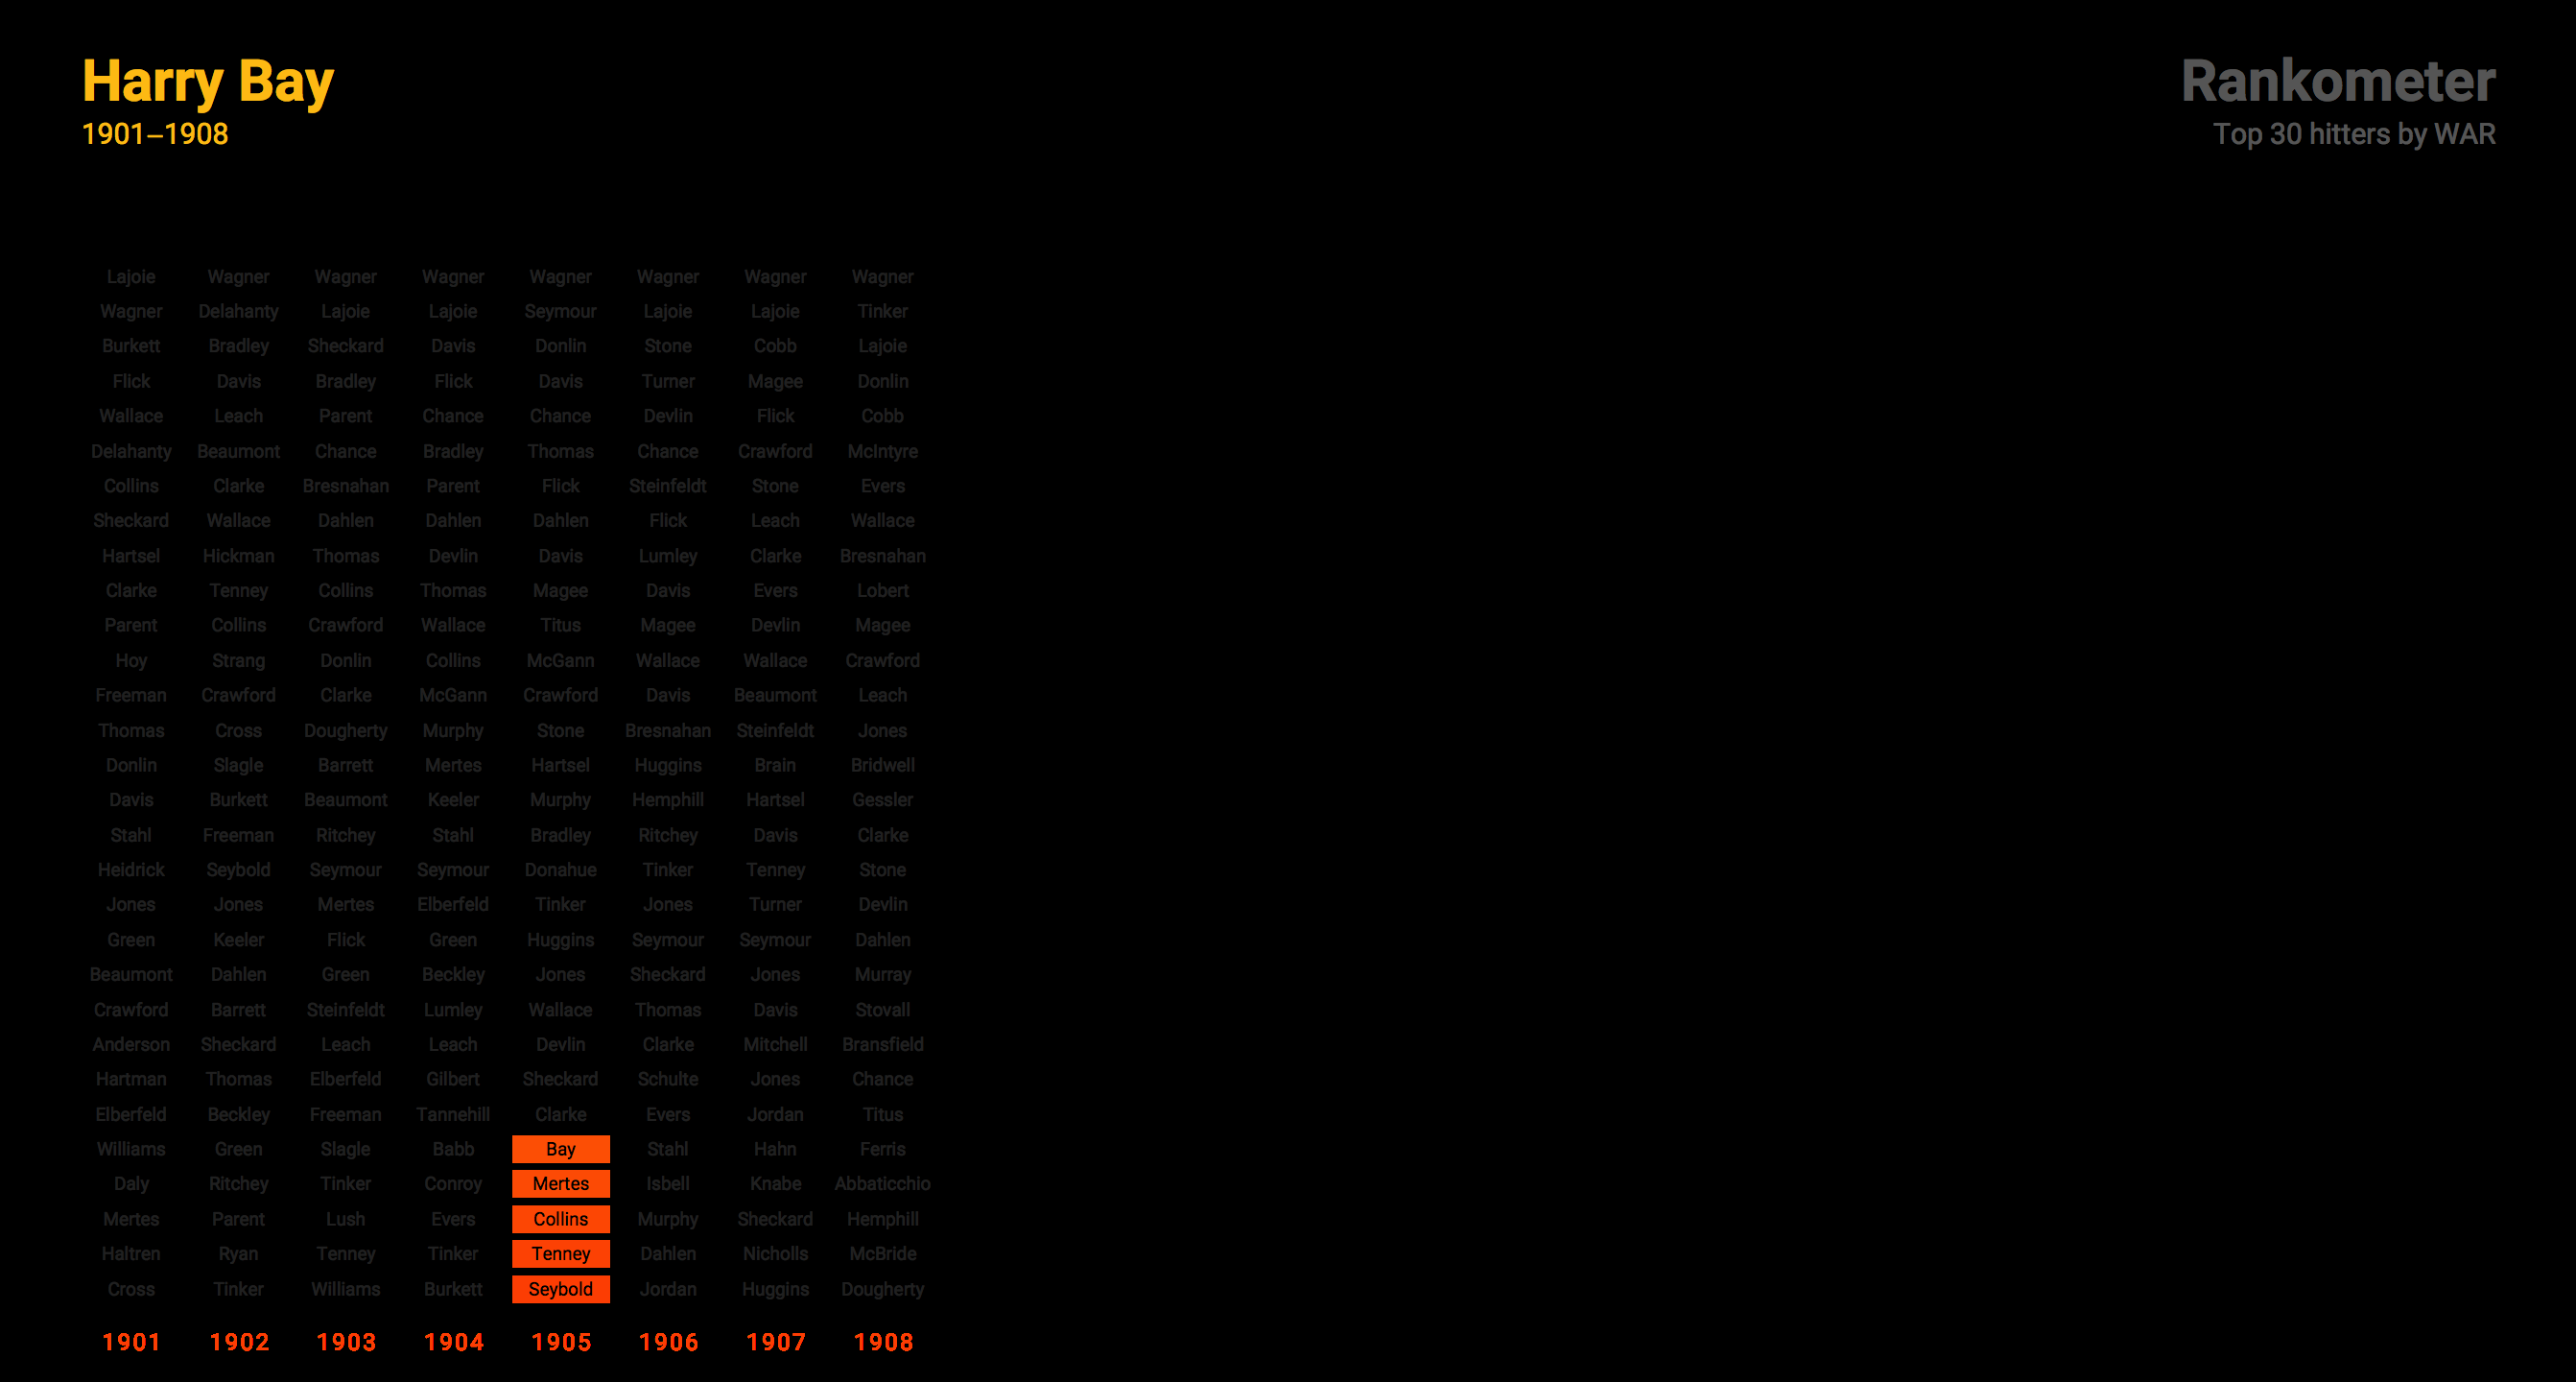 Harry Bay
1901–1908
Rankometer
Top 30 hitters by WAR
Lajoie Wagner Wagner Wagner Wagner Wagner Wagner Wagner
Wagner Delahanty Lajoie Lajoie Seymour Lajoie Lajoie Tinker
Burkett Bradley Sheckard Davis Donlin Stone Cobb Lajoie
Flick Davis Bradley Flick Davis Turner Magee Donlin
Wallace Leach Parent Chance Chance Devlin Flick Cobb
Delahanty Beaumont Chance Bradley Thomas Chance Crawford McIntyre
Collins Clarke Bresnahan Parent Flick Steinfeldt Stone Evers
Sheckard Wallace Dahlen Dahlen Dahlen Flick Leach Wallace
Hartsel Hickman Thomas Devlin Davis Lumley Clarke Bresnahan
Clarke Tenney Collins Thomas Magee Davis Evers Lobert
Parent Collins Crawford Wallace Titus Magee Devlin Magee
Hoy Strang Donlin Collins McGann Wallace Wallace Crawford
Freeman Crawford Clarke McGann Crawford Davis Beaumont Leach
Thomas Cross Dougherty Murphy Stone Bresnahan Steinfeldt Jones
Donlin Slagle Barrett Mertes Hartsel Huggins Brain Bridwell
Davis Burkett Beaumont Keeler Murphy Hemphill Hartsel Gessler
Stahl Freeman Ritchey Stahl Bradley Ritchey Davis Clarke
Heidrick Seybold Seymour Seymour Donahue Tinker Tenney Stone
Jones Jones Mertes Elberfeld Tinker Jones Turner Devlin
Green Keeler Flick Green Huggins Seymour Seymour Dahlen
Beaumont Dahlen Green Beckley Jones Sheckard Jones Murray
Crawford Barrett Steinfeldt Lumley Wallace Thomas Davis Stovall
Anderson Sheckard Leach Leach Devlin Clarke Mitchell Bransfield
Hartman Thomas Elberfeld Gilbert Sheckard Schulte Jones Chance
Elberfeld Beckley Freeman Tannehill Clarke Evers Jordan Titus
Williams Green Slagle Babb Bay Stahl Hahn Ferris
Daly Ritchey Tinker Conroy Mertes Isbell Knabe Abbaticchio
Mertes Parent Lush Evers Collins Murphy Sheckard Hemphill
Haltren Ryan Tenney Tinker Tenney Dahlen Nicholls McBride
Cross Tinker Williams Burkett Seybold Jordan Huggins Dougherty
1901 1902 1903 1904 1905 1906 1907 1908